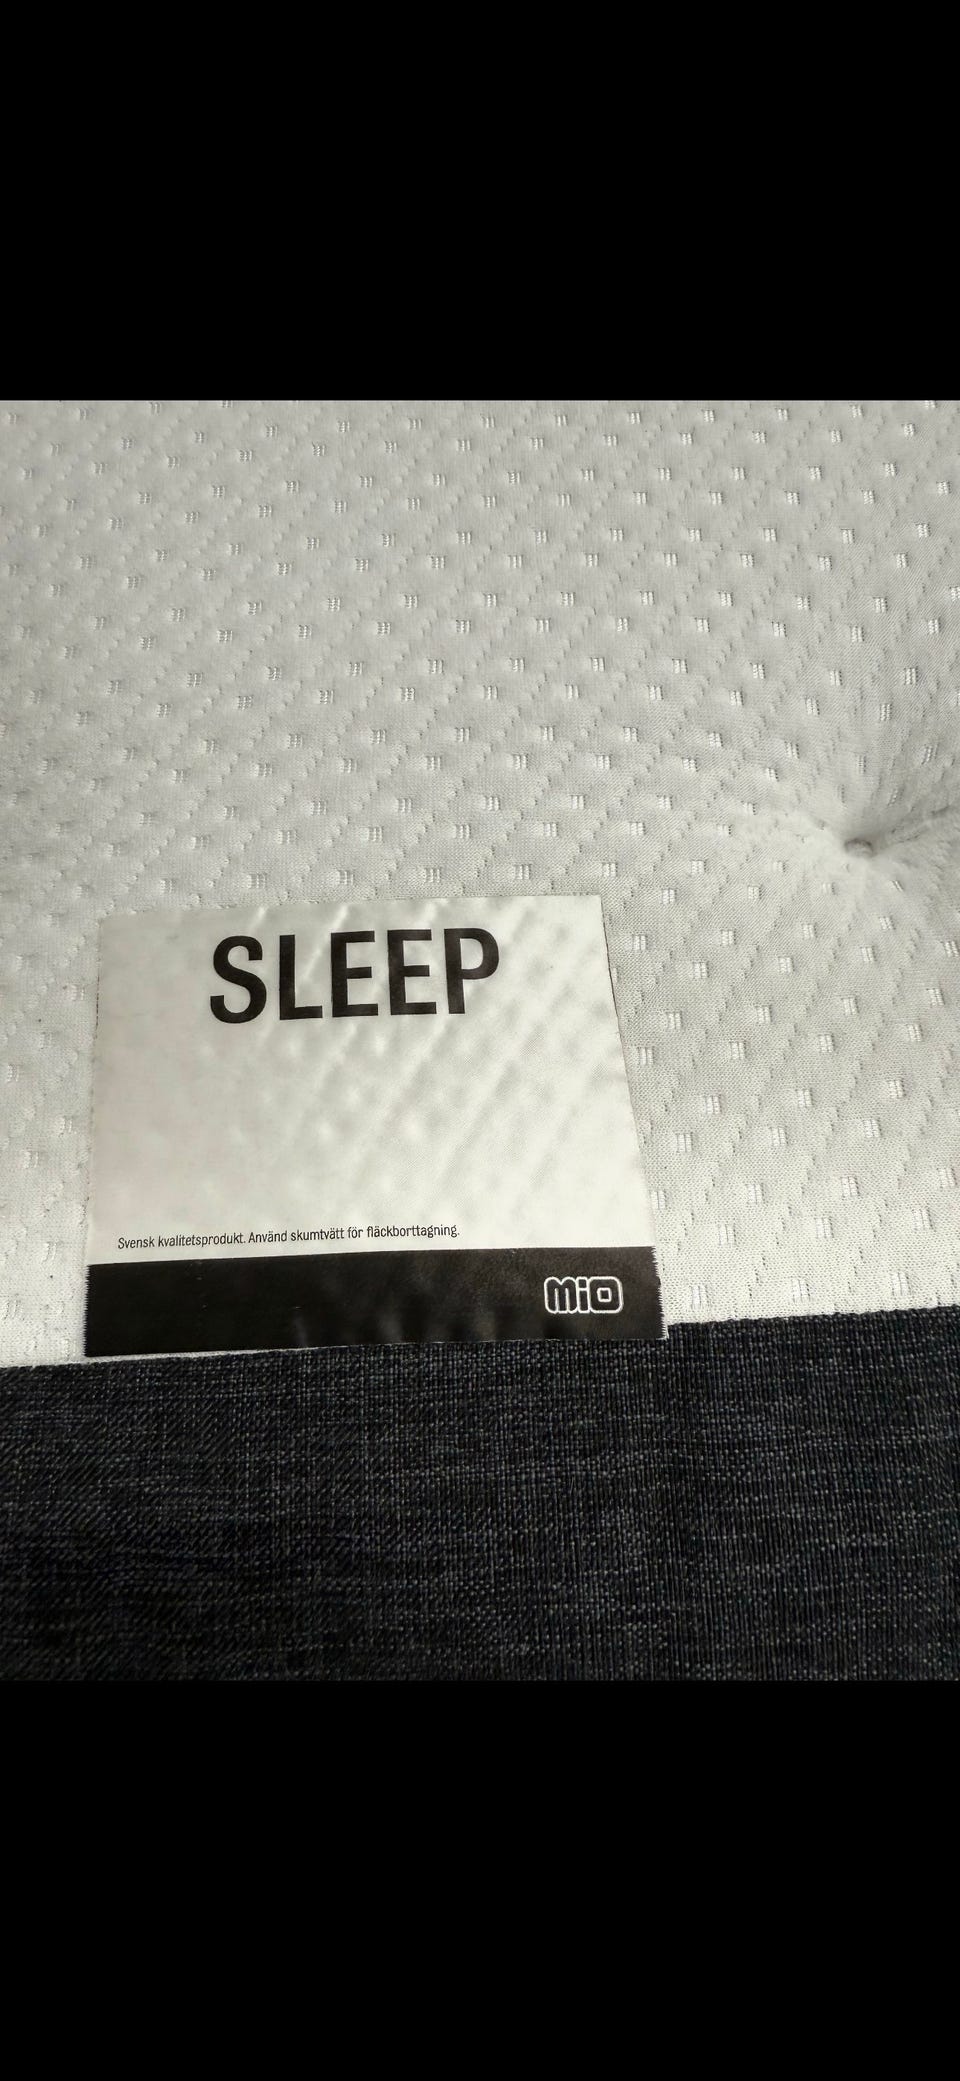 SLEEP
Svensk kvalitetsprodukt. Använd skumtvätt för fläckborttagning.
MiO